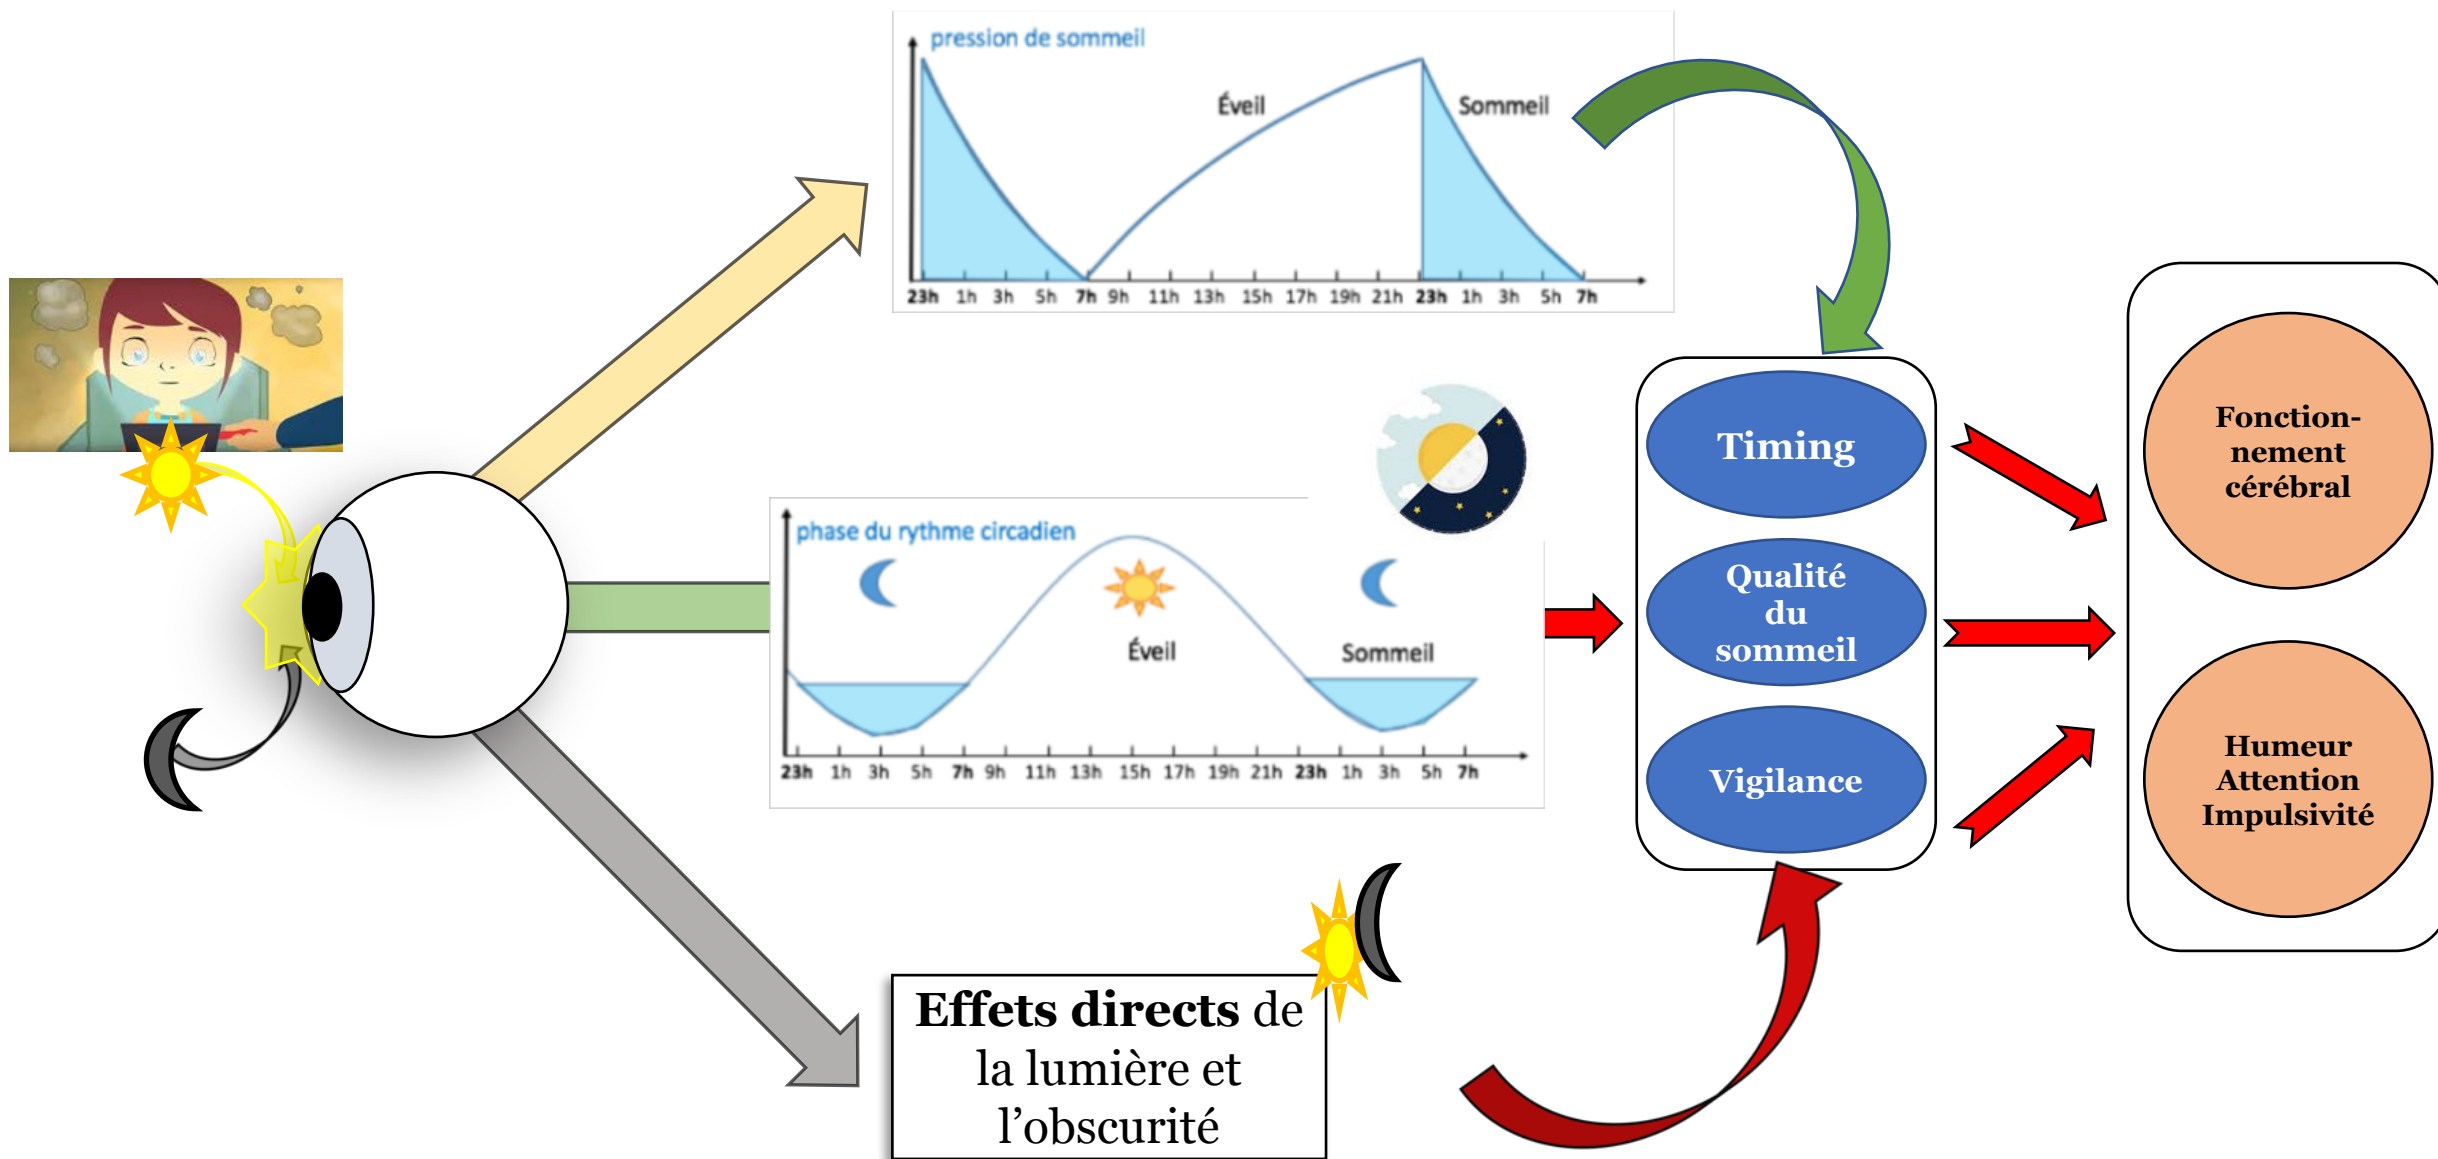 pression de sommeil
Éveil
Sommeil
23h 1h 3h 5h 7h 9h 11h 13h 15h 17h 19h 21h 23h 1h 3h 5h 7h
phase du rythme circadien
Éveil
Sommeil
23h 1h 3h 5h 7h 9h 11h 13h 15h 17h 19h 21h 23h 1h 3h 5h 7h
Effets directs de
la lumière et
l’obscurité
Timing
Qualité
du
sommeil
Vigilance
Fonction-
nement
cérébral
Humeur
Attention
Impulsivité